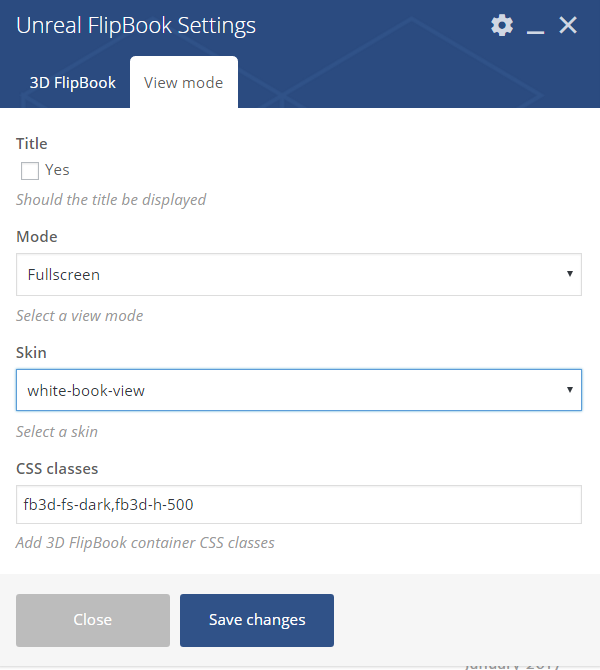 Unreal FlipBook Settings
3D FlipBook View mode
Title
Yes
Should the title be displayed
Mode
Fullscreen
Select a view mode
Skin
white-book-view
Select a skin
CSS classes
fb3d-fs-dark,fb3d-h-500
Add 3D FlipBook container CSS classes
Close Save changes